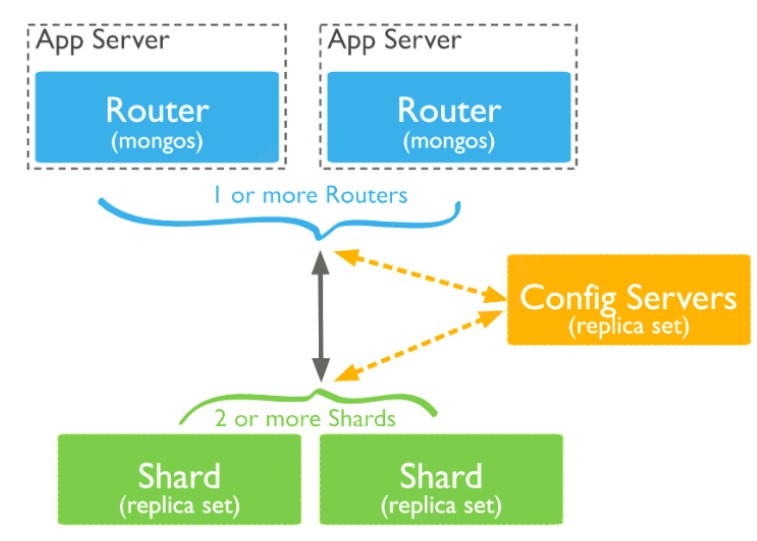 App Server
Router
(mongos)
App Server
Router
(mongos)
1 or more Routers
Config Servers
(replica set)
2 or more Shards
Shard
(replica set)
Shard
(replica set)